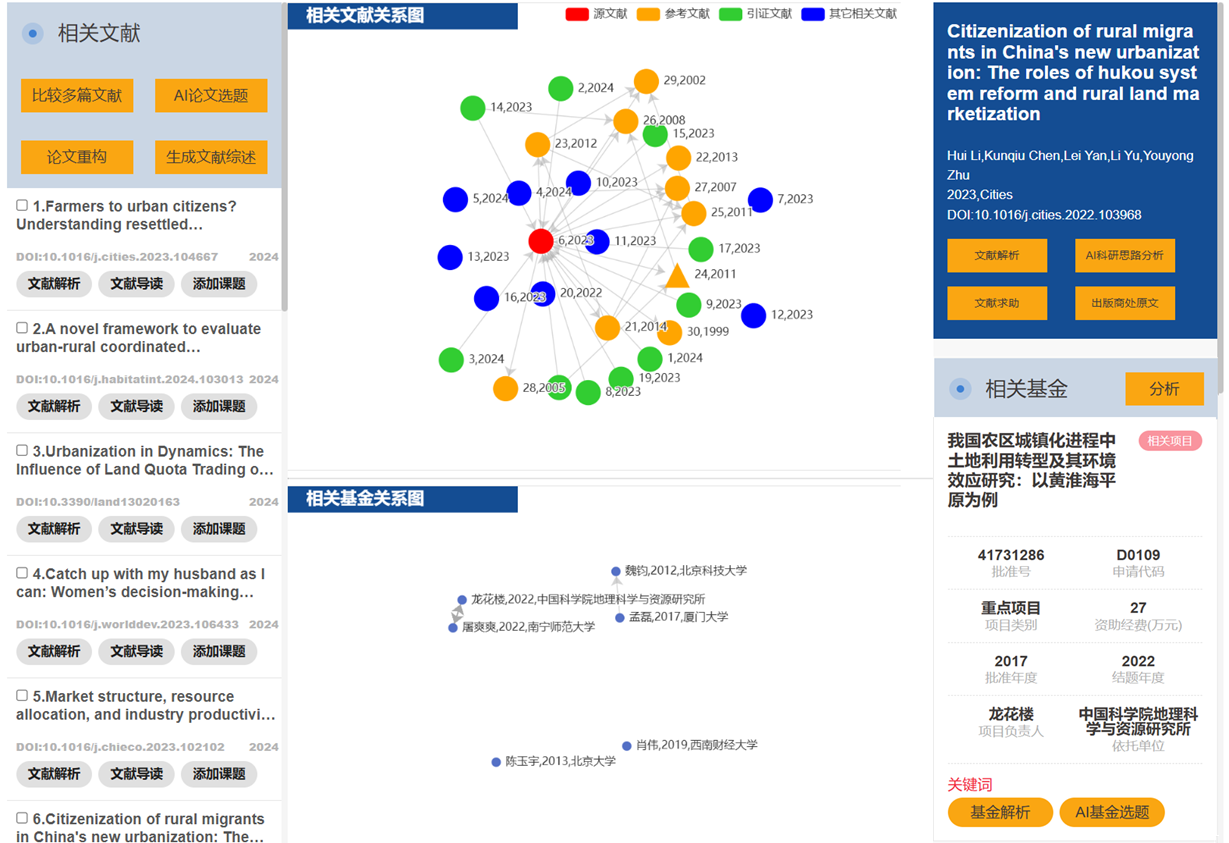 相关文献
比较多篇文献
AI论文选题
论文重构
生成文献综述
1.Farmers to urban citizens?
Understanding resettled…
DOI:10.1016/j.cities.2023.104667 2024
文献解析 文献导读 添加课题
2.A novel framework to evaluate
urban-rural coordinated…
DOI:10.1016/j.habitatint.2024.103013 2024
文献解析 文献导读 添加课题
3.Urbanization in Dynamics: The
Influence of Land Quota Trading o…
DOI:10.3390/land13020163 2024
文献解析 文献导读 添加课题
4.Catch up with my husband as I
can: Women’s decision-making…
DOI:10.1016/j.worlddev.2023.106433 2024
文献解析 文献导读 添加课题
5.Market structure, resource
allocation, and industry productivi…
DOI:10.1016/j.chieco.2023.102102 2024
文献解析 文献导读 添加课题
6.Citizenization of rural migrants
in China's new urbanization: The…
相关文献关系图
源文献 参考文献 引证文献 其它相关文献
29,2002
2,2024
14,2023
26,2008
15,2023
23,2012
22,2013
10,2023
27,2007
4,2024
5,2024
7,2023
25,2011
6,2023
11,2023
17,2023
13,2023
24,2011
20,2022
16,2023
9,2023
12,2023
21,2014
30,1999
3,2024
1,2024
19,2023
28,2005
8,2023
相关基金关系图
魏钧,2012,北京科技大学
龙花楼,2022,中国科学院地理科学与资源研究所
孟磊,2017,厦门大学
屠爽爽,2022,南宁师范大学
肖伟,2019,西南财经大学
陈玉宇,2013,北京大学
Citizenization of rural migra
nts in China's new urbanizat
ion: The roles of hukou syst
em reform and rural land ma
rketization
Hui Li,Kunqiu Chen,Lei Yan,Li Yu,Youyong
Zhu
2023,Cities
DOI:10.1016/j.cities.2022.103968
文献解析 AI科研思路分析
文献求助 出版商处原文
相关基金 分析
我国农区城镇化进程中
土地利用转型及其环境
效应研究：以黄淮海平
原为例
相关项目
41731286 D0109
批准号 申请代码
重点项目 27
项目类别 资助经费(万元)
2017 2022
批准年度 结题年度
龙花楼
项目负责人
中国科学院地理科
学与资源研究所
依托单位
关键词
基金解析 AI基金选题